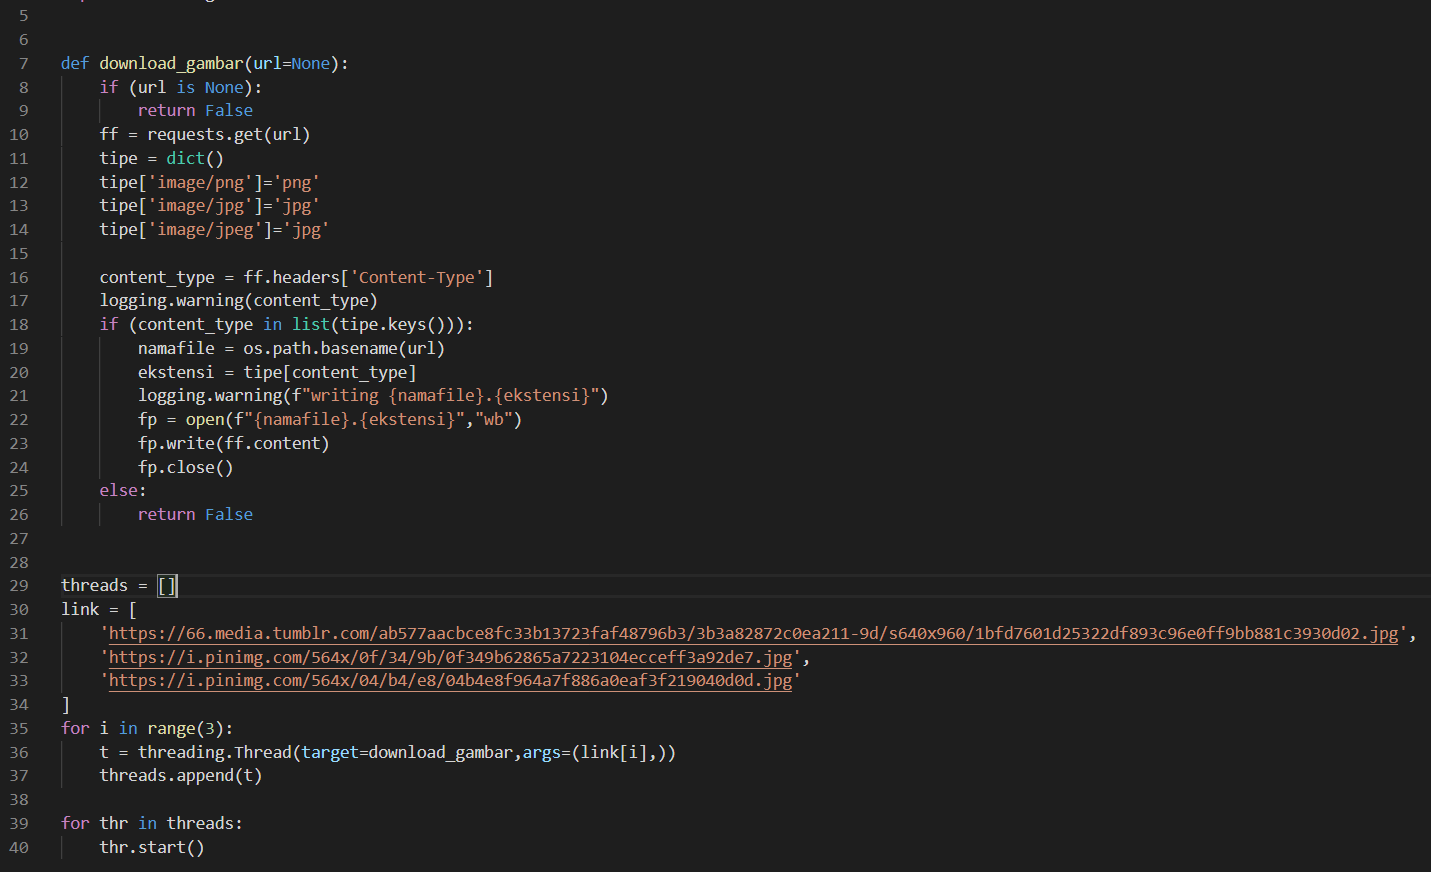 5
6
7 def download_gambar(url=None):
8 if (url is None):
9 return False
10 ff = requests.get(url)
11 tipe = dict()
12 tipe['image/png']='png'
13 tipe['image/jpg']='jpg'
14 tipe['image/jpeg']='jpg'
15
16 content_type = ff.headers['Content-Type']
17 logging.warning(content_type)
18 if (content_type in list(tipe.keys())):
19 namafile = os.path.basename(url)
20 ekstensi = tipe[content_type]
21 logging.warning(f"writing {namafile}.{ekstensi}")
22 fp = open(f"{namafile}.{ekstensi}","wb")
23 fp.write(ff.content)
24 fp.close()
25 else:
26 return False
27
28
29 threads = []
30 link = [
31 'https://66.media.tumblr.com/ab577aacbce8fc33b13723faf48796b3/3b3a82872c0ea211-9d/s640x960/1bfd7601d25322df893c96e0ff9bb881c3930d02.jpg',
32 'https://i.pinimg.com/564x/0f/34/9b/0f349b62865a7223104ecceff3a92de7.jpg',
33 'https://i.pinimg.com/564x/04/b4/e8/04b4e8f964a7f886a0eaf3f219040d0d.jpg'
34 ]
35 for i in range(3):
36 t = threading.Thread(target=download_gambar,args=(link[i],))
37 threads.append(t)
38
39 for thr in threads:
40 thr.start()